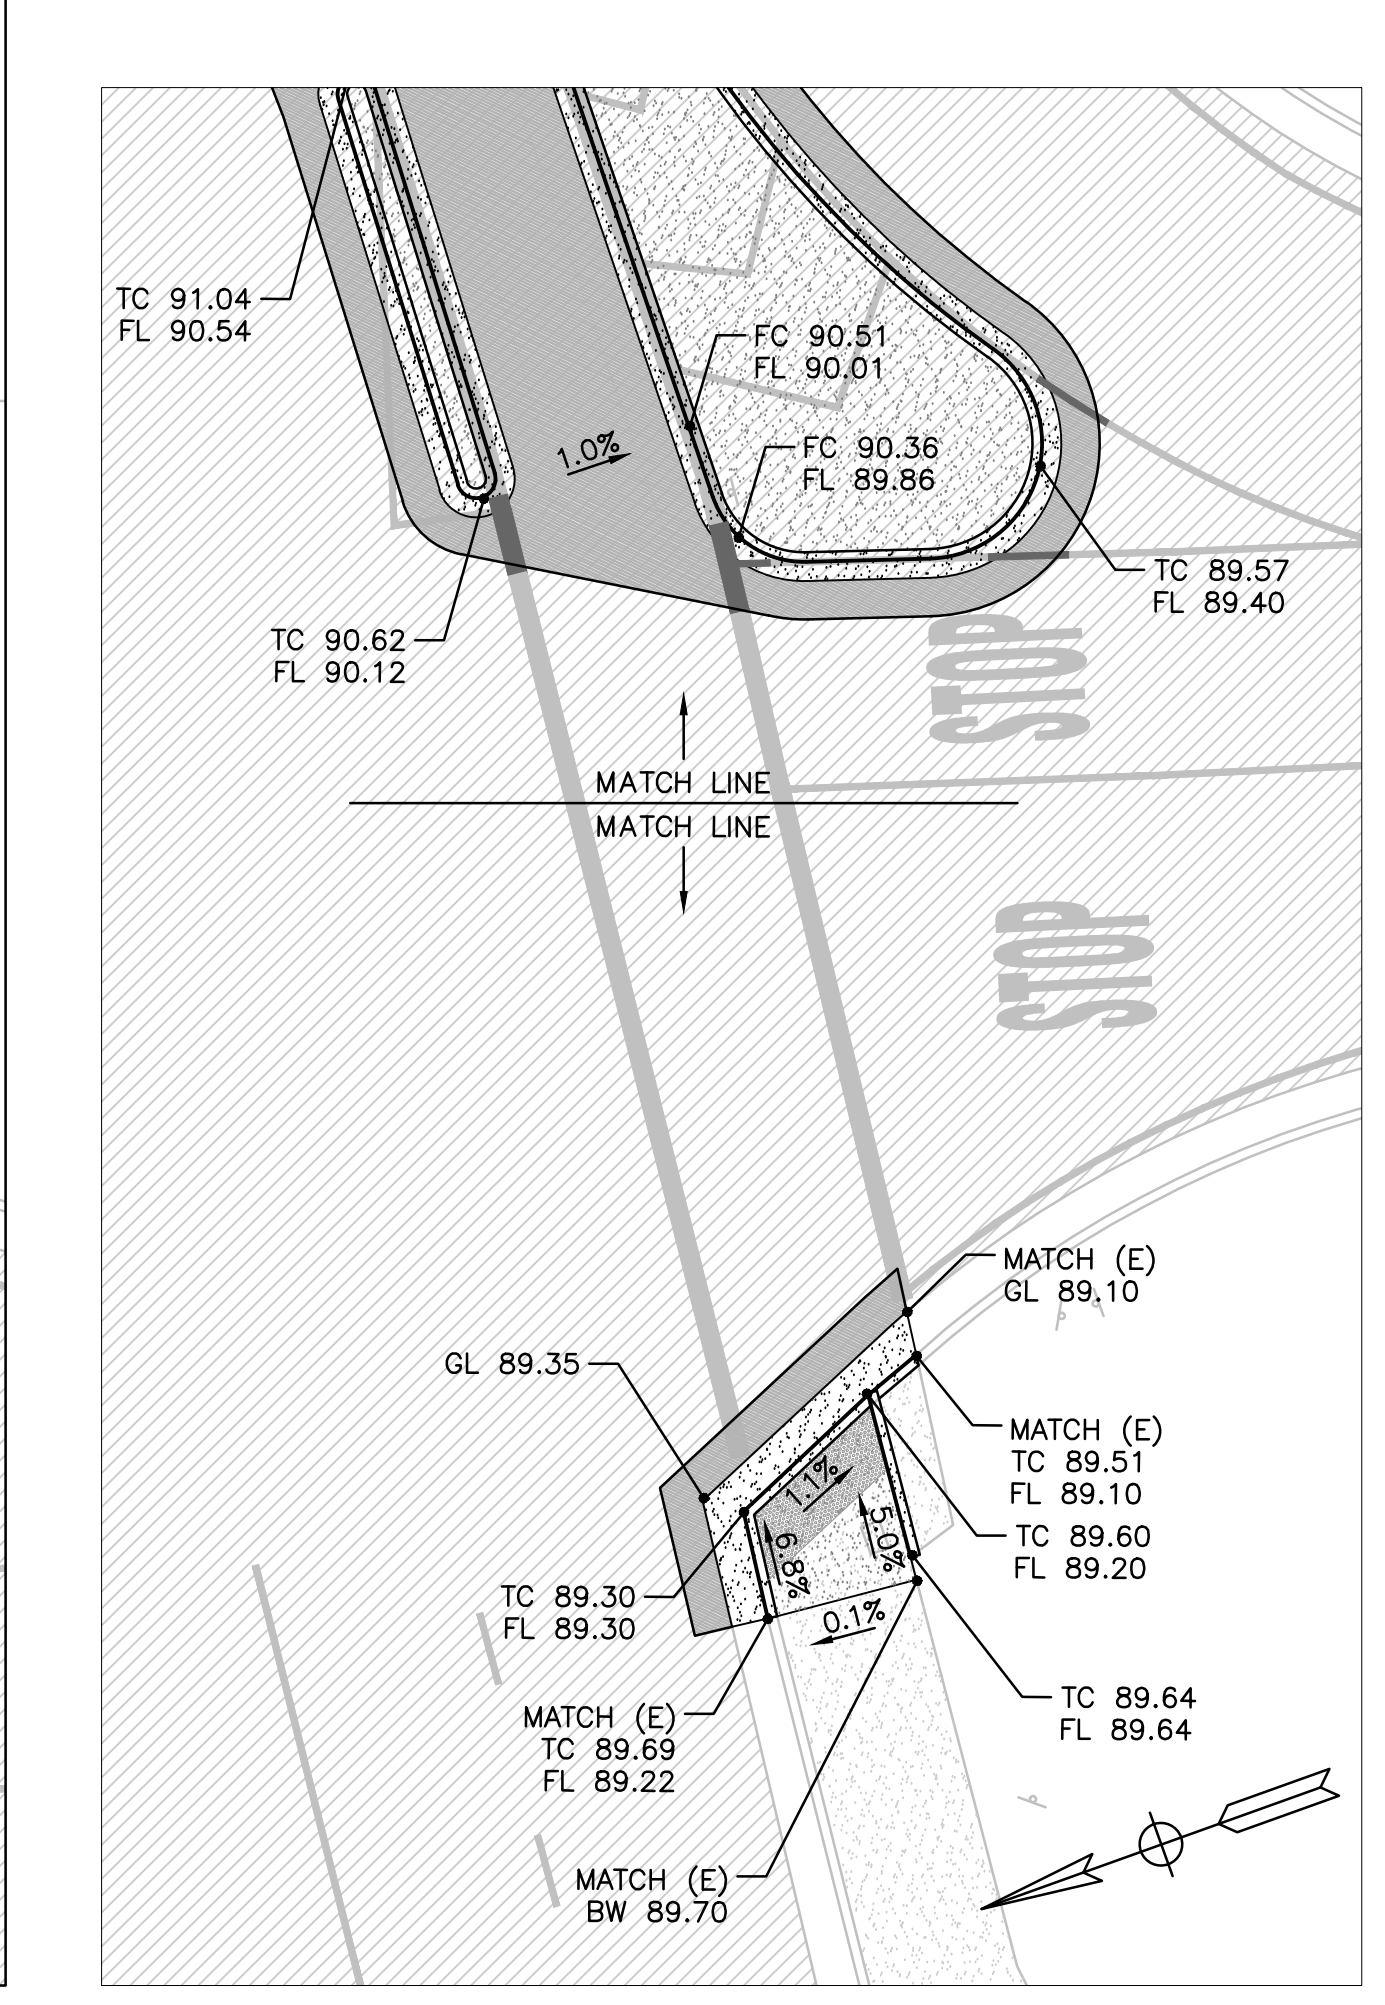 TC 91.04
FL 90.54
FC 90.51
FL 90.01
1.0%
FC 90.36
FL 89.86
TC 89.57
FL 89.40
TC 90.62
FL 90.12
STOP
MATCH LINE
MATCH LINE
STOP
MATCH (E)
GL 89.10
GL 89.35
MATCH (E)
TC 89.51
FL 89.10
1.1%
5.0%
6.8%
TC 89.60
FL 89.20
TC 89.30
FL 89.30
0.1%
TC 89.64
FL 89.64
MATCH (E)
TC 89.69
FL 89.22
MATCH (E)
BW 89.70